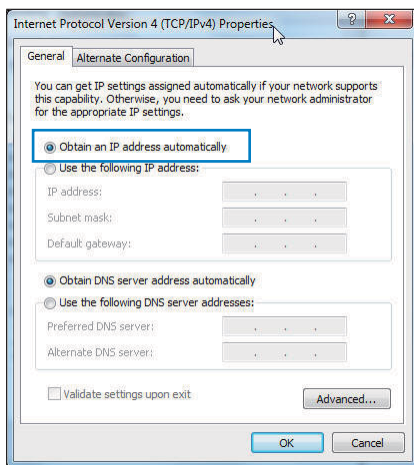 Internet Protocol Version 4 (TCP/IPv4) Properties
?
X
General
Alternate Configuration
You can get IP settings assigned automatically if your network supports
this capability. Otherwise, you need to ask your network administrator
for the appropriate IP settings.
Obtain an IP address automatically
Use the following IP address:
IP address:
Subnet mask:
Default gateway:
Obtain DNS server address automatically
Use the following DNS server addresses:
Preferred DNS server:
Alternate DNS server:
Validate settings upon exit
Advanced...
OK
Cancel